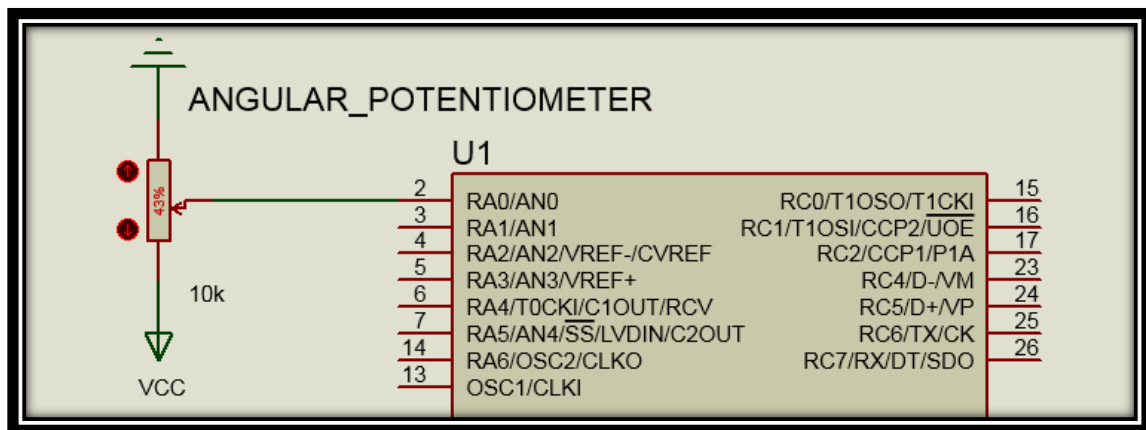 ANGULAR_POTENTIOMETER
U1
43%
10k
VCC
2 RA0/AN0
3 RA1/AN1
4 RA2/AN2/VREF-/CVREF
5 RA3/AN3/VREF+
6 RA4/T0CKI/C1OUT/RCV
7 RA5/AN4/SS/LVDIN/C2OUT
14 RA6/OSC2/CLKO
13 OSC1/CLKI
RC0/T1OSO/T1CKI 15
RC1/T1OSI/CCP2/UOE 16
RC2/CCP1/P1A 17
RC4/D-/VM 23
RC5/D+/VP 24
RC6/TX/CK 25
RC7/RX/DT/SDO 26